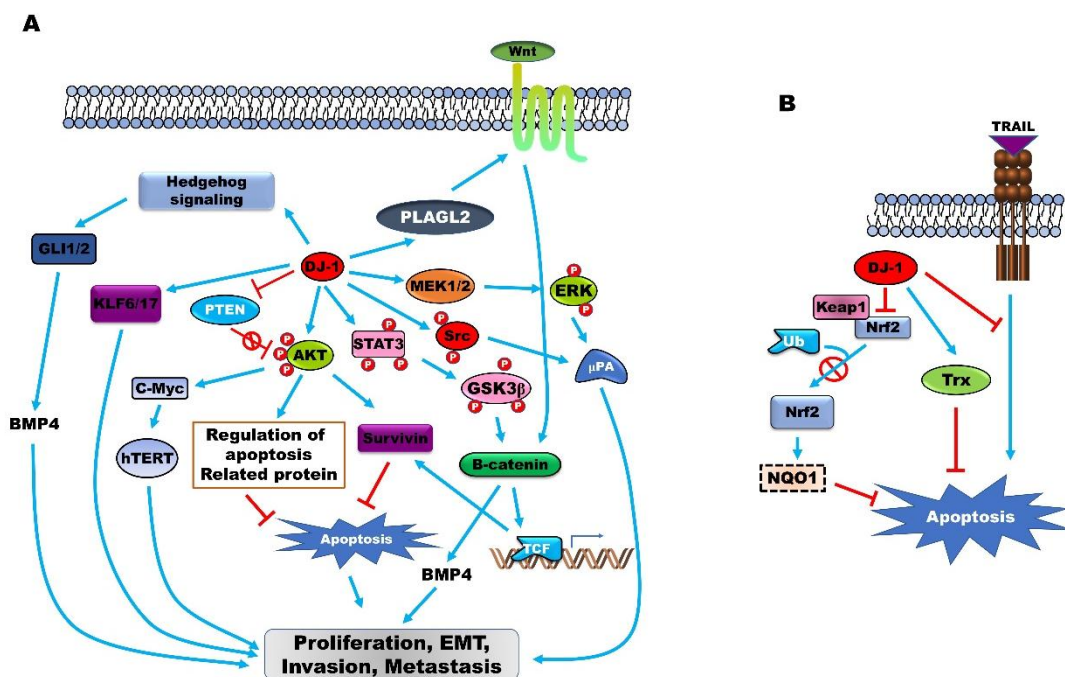 A
Wnt
Hedgehog
signaling
PLAGL2
GLI1/2
DJ-1
KLF6/17
MEK1/2
P
ERK
P
PTEN
P
STAT3
P
P
Src
P
P
P
P
AKT
P
P
GSK3β
P
P
μPA
C-Myc
BMP4
hTERT
Regulation of
apoptosis
Related protein
Survivin
B-catenin
Apoptosis
TCF
BMP4
Proliferation, EMT,
Invasion, Metastasis
B
TRAIL
DJ-1
Keap1
Nrf2
Ub
Trx
Nrf2
NQO1
Apoptosis